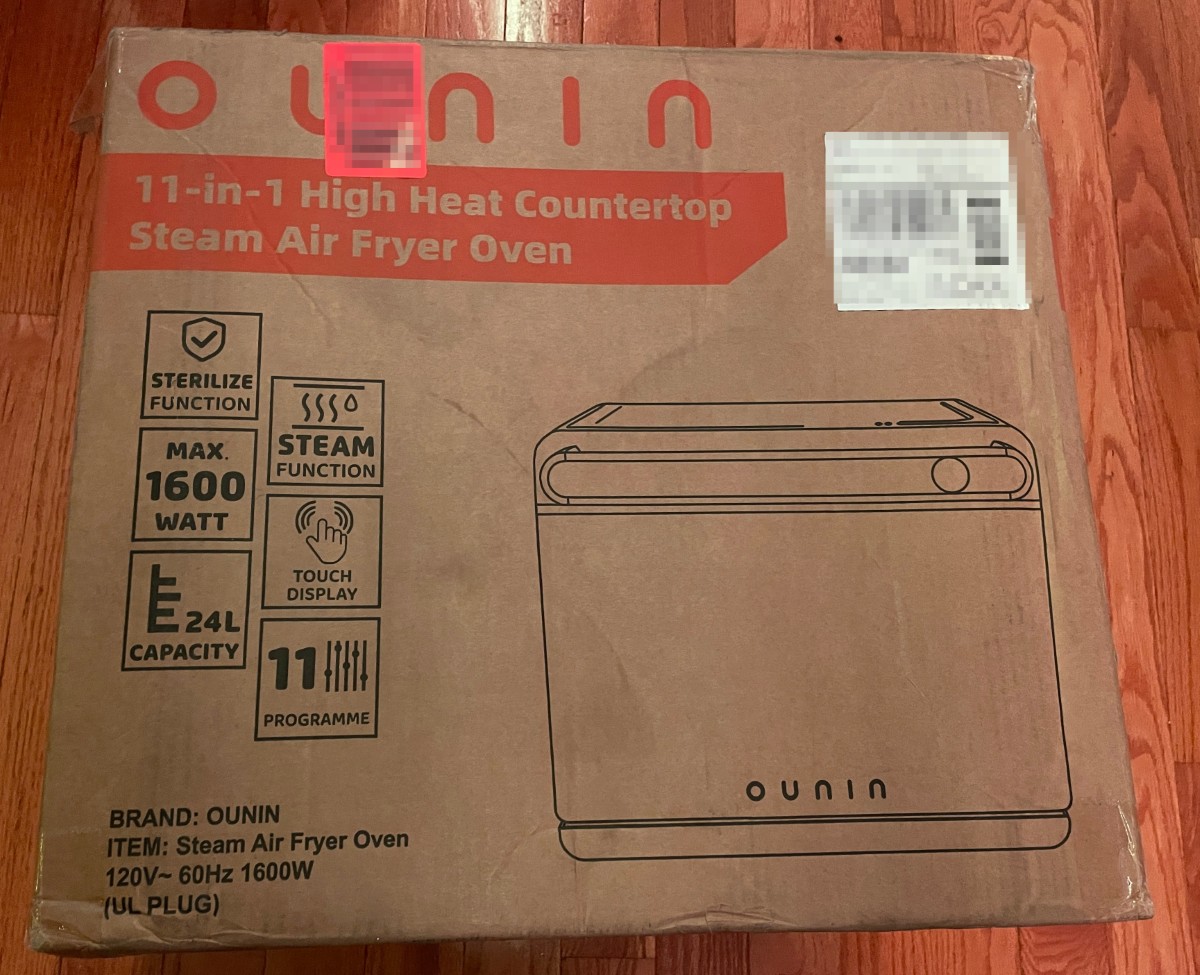 OUNIN
11-in-1 High Heat Countertop
Steam Air Fryer Oven
STERILIZE
FUNCTION
STEAM
FUNCTION
MAX.
1600
WATT
TOUCH
DISPLAY
24L
CAPACITY
11
PROGRAMME
OUNIN
BRAND: OUNIN
ITEM: Steam Air Fryer Oven
120V~ 60Hz 1600W
(UL PLUG)